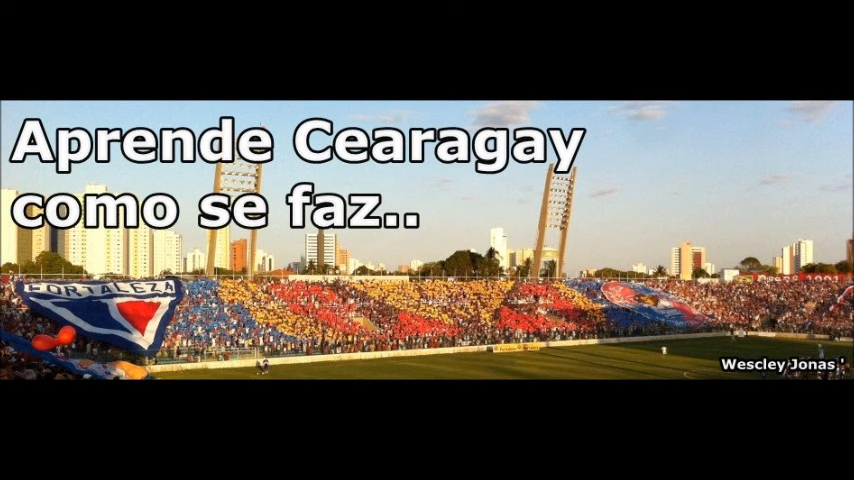 Aprende Cearagay
como se faz..
FORTALEZA
Wescley Jonas '